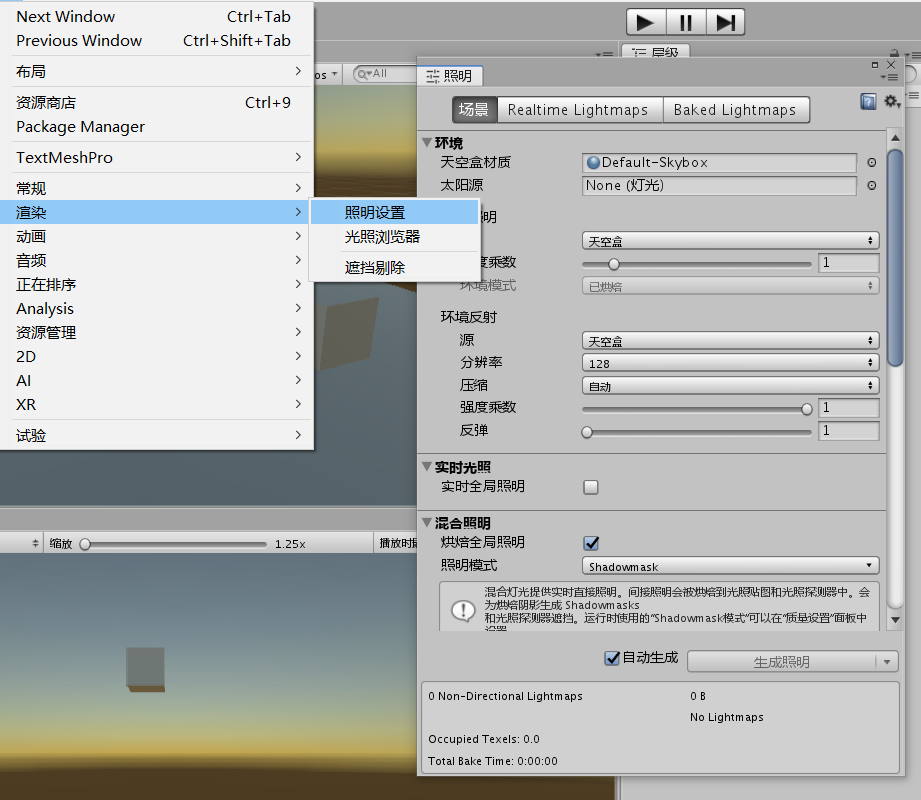 Next Window Ctrl+Tab
Previous Window Ctrl+Shift+Tab
布局
资源商店 Ctrl+9
Package Manager
TextMeshPro
常规
渲染
动画
音频
正在排序
Analysis
资源管理
2D
AI
XR
试验
照明设置
光照浏览器
遮挡剔除
os
All
层级
照明
场景 Realtime Lightmaps Baked Lightmaps
环境
天空盒材质 Default-Skybox
太阳源 None (灯光)
明
天空盒
度乘数 1
环境模式 已烘焙
环境反射
源 天空盒
分辨率 128
压缩 自动
强度乘数 1
反弹 1
实时光照
实时全局照明
混合照明
烘焙全局照明
照明模式 Shadowmask
混合灯光提供实时直接照明。间接照明会被烘焙到光照贴图和光照探测器中。会
为烘焙阴影生成 Shadowmasks
和光照探测器遮挡。运行时使用的“Shadowmask模式”可以在“质量设置”面板中
设置。
自动生成 生成照明
0 Non-Directional Lightmaps 0 B
No Lightmaps
Occupied Texels: 0.0
Total Bake Time: 0:00:00
缩放 1.25x 播放时